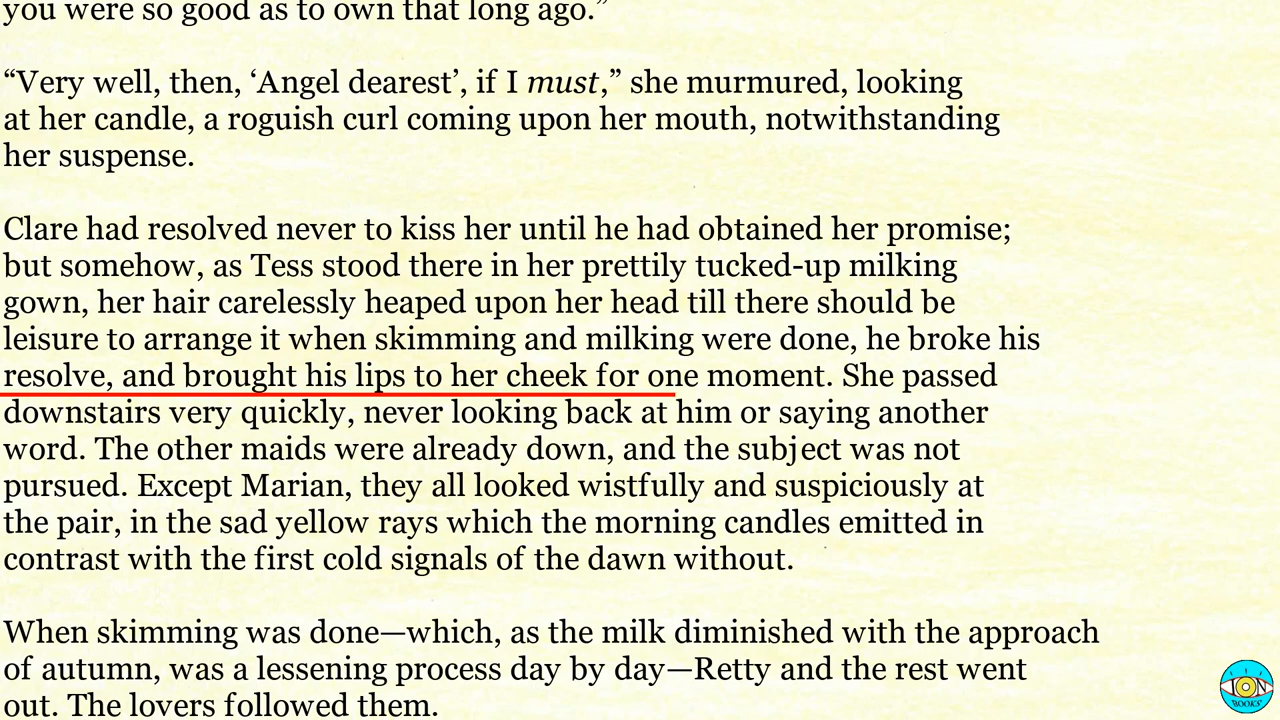 you were so good as to own that long ago.”
“Very well, then, ‘Angel dearest’, if I must,” she murmured, looking
at her candle, a roguish curl coming upon her mouth, notwithstanding
her suspense.
Clare had resolved never to kiss her until he had obtained her promise;
but somehow, as Tess stood there in her prettily tucked-up milking
gown, her hair carelessly heaped upon her head till there should be
leisure to arrange it when skimming and milking were done, he broke his
resolve, and brought his lips to her cheek for one moment. She passed
downstairs very quickly, never looking back at him or saying another
word. The other maids were already down, and the subject was not
pursued. Except Marian, they all looked wistfully and suspiciously at
the pair, in the sad yellow rays which the morning candles emitted in
contrast with the first cold signals of the dawn without.
When skimming was done—which, as the milk diminished with the approach
of autumn, was a lessening process day by day—Retty and the rest went
out. The lovers followed them.
ION
BOOKS